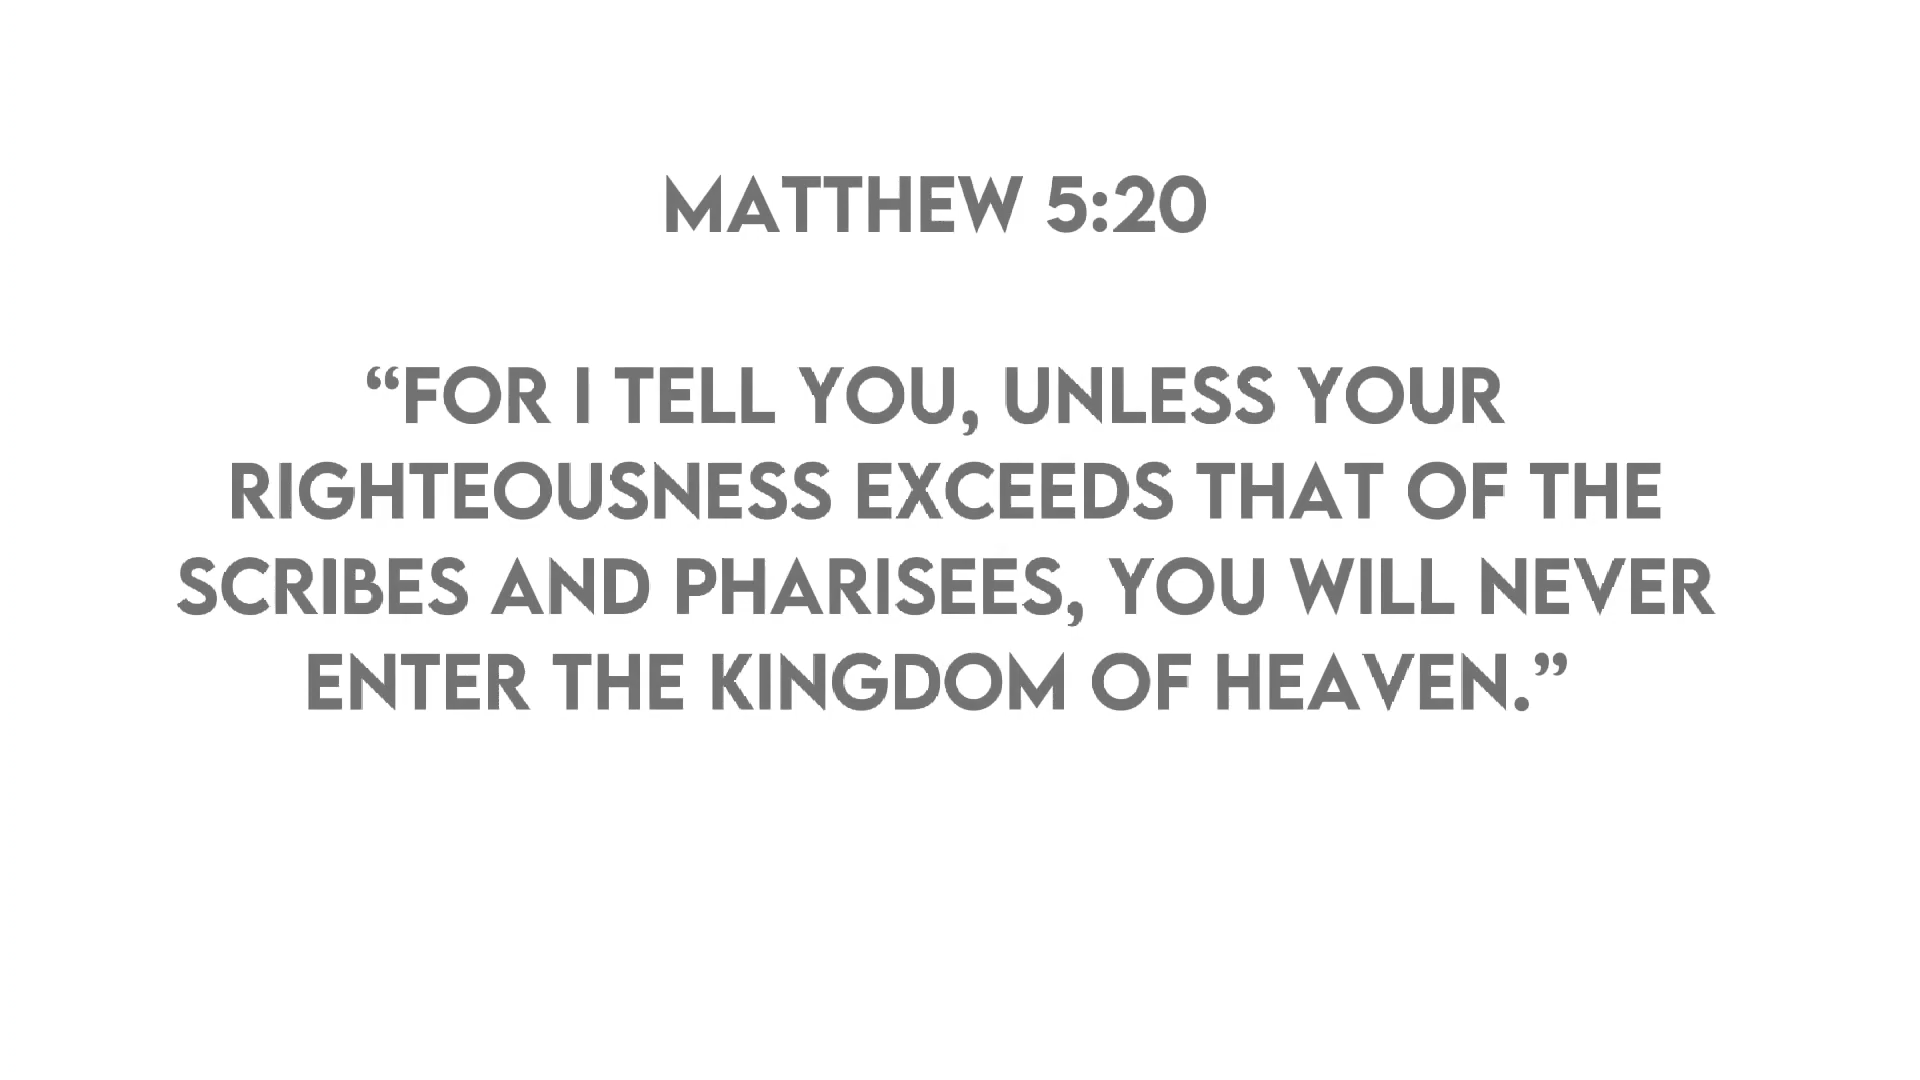 MATTHEW 5:20
“FOR I TELL YOU, UNLESS YOUR
RIGHTEOUSNESS EXCEEDS THAT OF THE
SCRIBES AND PHARISEES, YOU WILL NEVER
ENTER THE KINGDOM OF HEAVEN.”